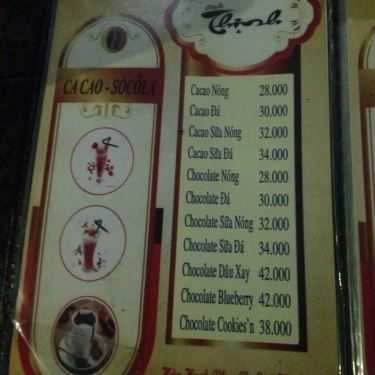 Thịnh
CACAO - SOCOLA
Cacao Nóng 28.000
Cacao Đá 30.000
Cacao Sữa Nóng 32.000
Cacao Sữa Đá 34.000
Chocolate Nóng 28.000
Chocolate Đá 30.000
Chocolate Sữa Nóng 32.000
Chocolate Sữa Đá 34.000
Chocolate Dâu Xay 42.000
Chocolate Blueberry 42.000
Chocolate Cookies'n 38.000